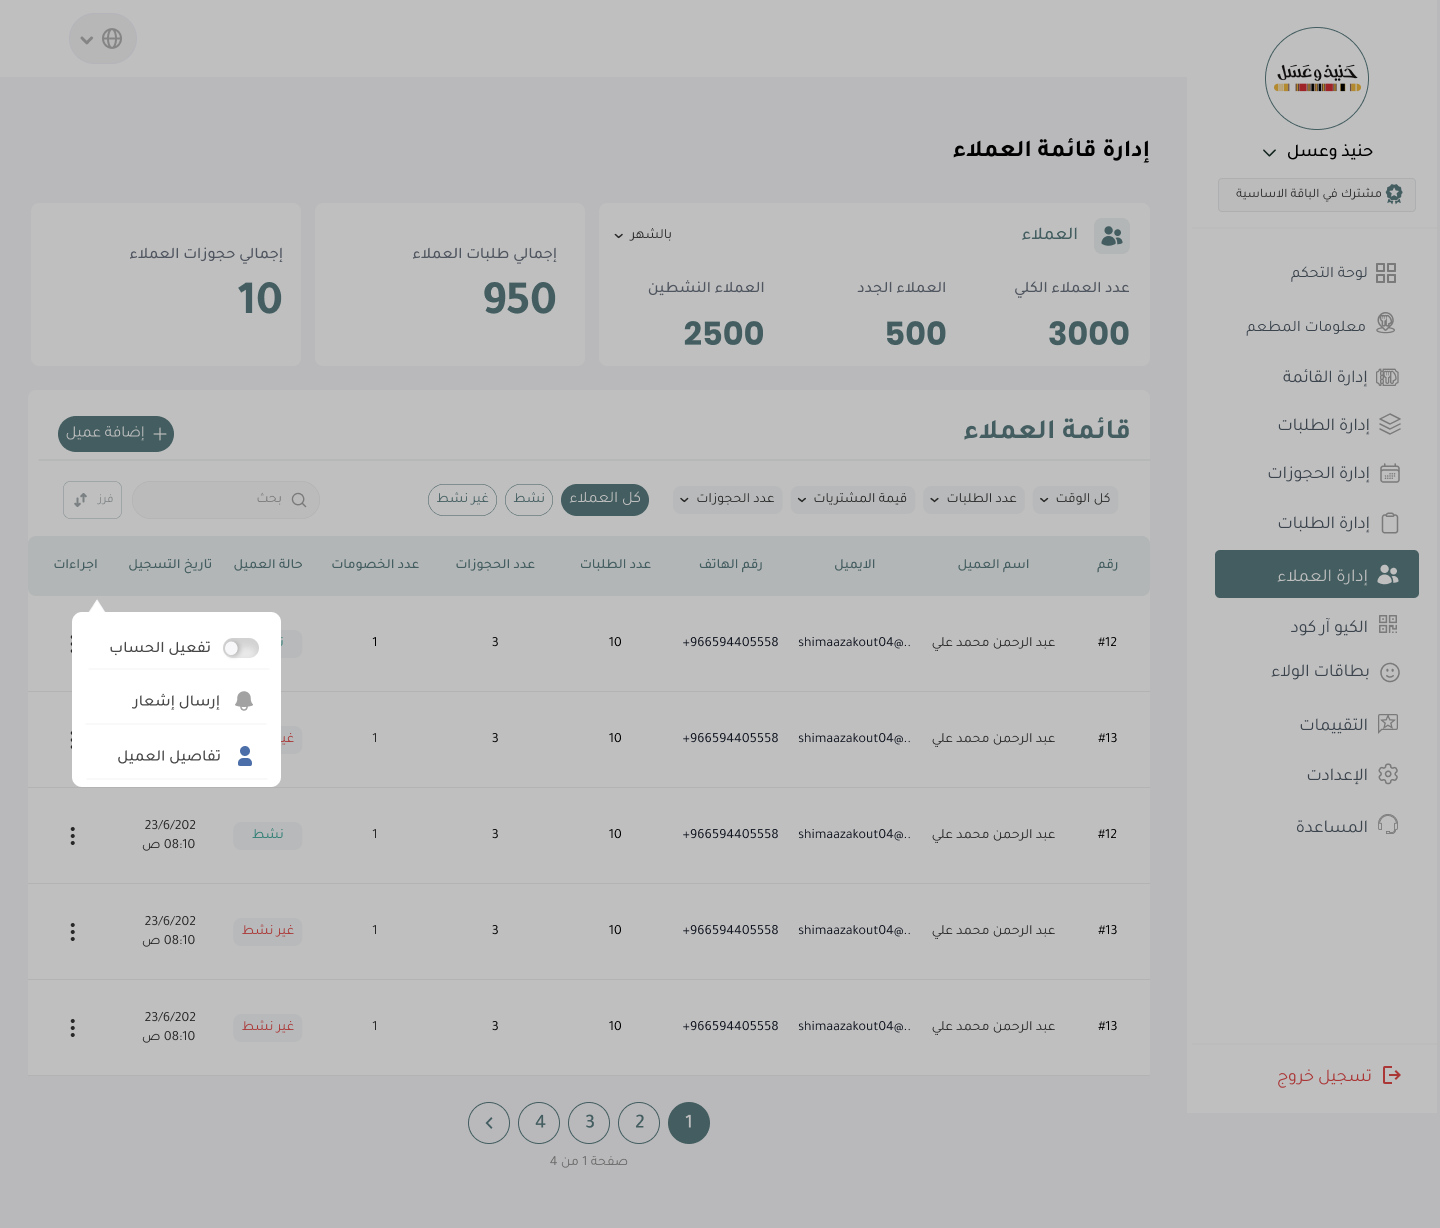 حنيذ وعسل
حنيذ وعسل
مشترك في الباقة الاساسية
لوحة التحكم
معلومات المطعم
إدارة القائمة
إدارة الطلبات
إدارة الحجوزات
إدارة الطلبات
إدارة العملاء
الكيو آر كود
بطاقات الولاء
التقييمات
الإعدادت
المساعدة
تسجيل خروج
إدارة قائمة العملاء
العملاء
بالشهر
عدد العملاء الكلي
العملاء الجدد
العملاء النشطين
3000
500
2500
إجمالي طلبات العملاء
950
إجمالي حجوزات العملاء
10
قائمة العملاء
إضافة عميل
كل الوقت
عدد الطلبات
قيمة المشتريات
عدد الحجوزات
كل العملاء
نشط
غير نشط
بحث
فرز
رقم اسم العميل الايميل رقم الهاتف عدد الطلبات عدد الحجوزات عدد الخصومات حالة العميل تاريخ التسجيل اجراءات
#12 عبد الرحمن محمد علي shimaazakout04@.. +966594405558 10 3 1
#13 عبد الرحمن محمد علي shimaazakout04@.. +966594405558 10 3 1
#12 عبد الرحمن محمد علي shimaazakout04@.. +966594405558 10 3 1 نشط 23/6/202
08:10 ص
#13 عبد الرحمن محمد علي shimaazakout04@.. +966594405558 10 3 1 غير نشط 23/6/202
08:10 ص
#13 عبد الرحمن محمد علي shimaazakout04@.. +966594405558 10 3 1 غير نشط 23/6/202
08:10 ص
تفعيل الحساب
إرسال إشعار
تفاصيل العميل
1 2 3 4
صفحة 1 من 4